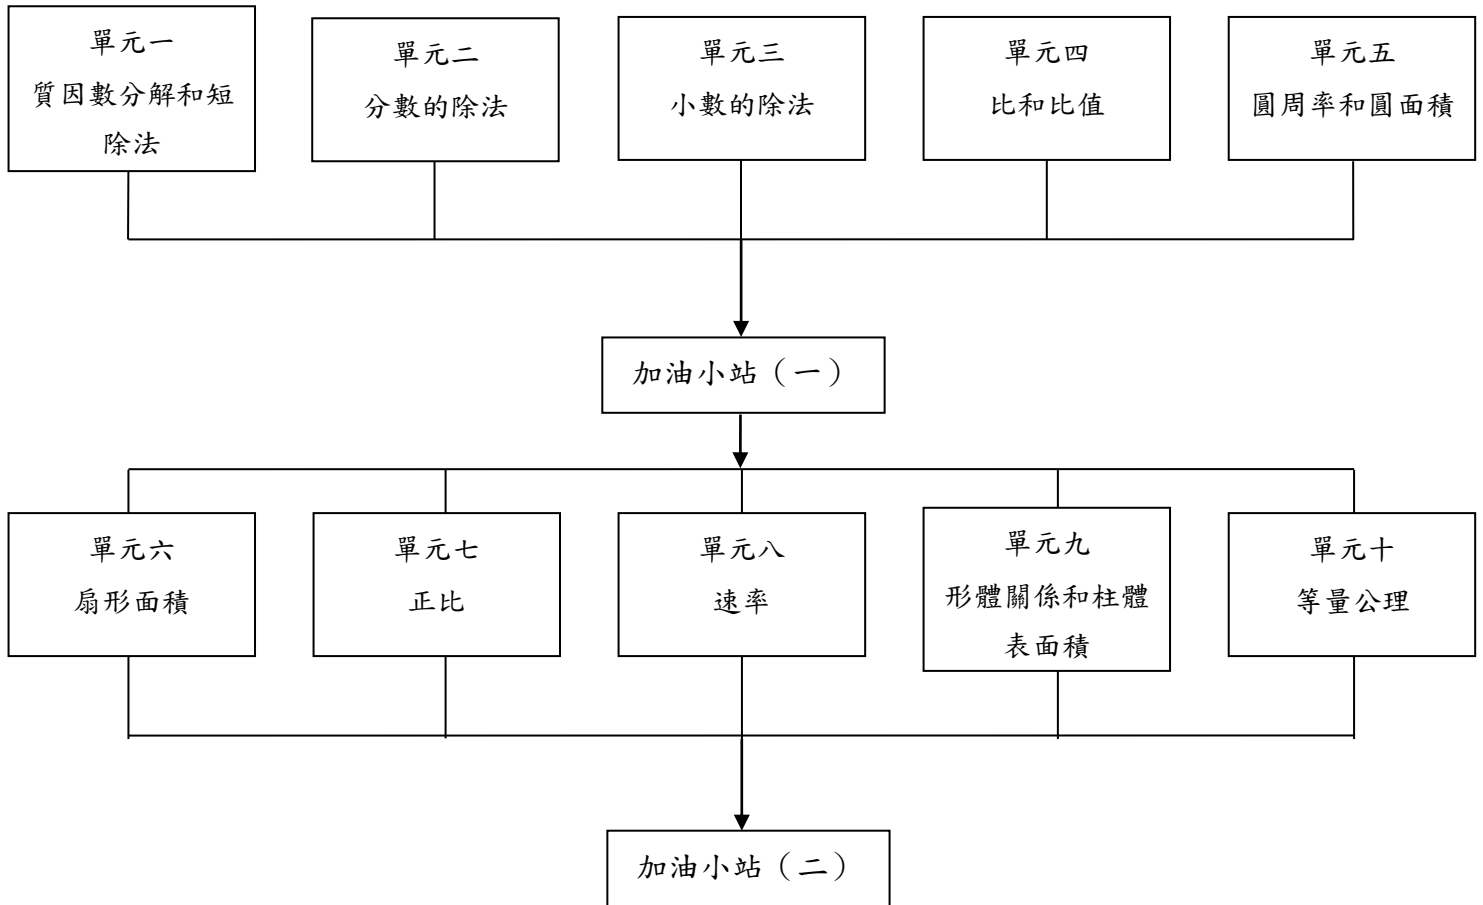 單元一
質因數分解和短
除法
單元二
分數的除法
單元三
小數的除法
單元四
比和比值
單元五
圓周率和圓面積
加油小站（一）
單元六
扇形面積
單元七
正比
單元八
速率
單元九
形體關係和柱體
表面積
單元十
等量公理
加油小站（二）